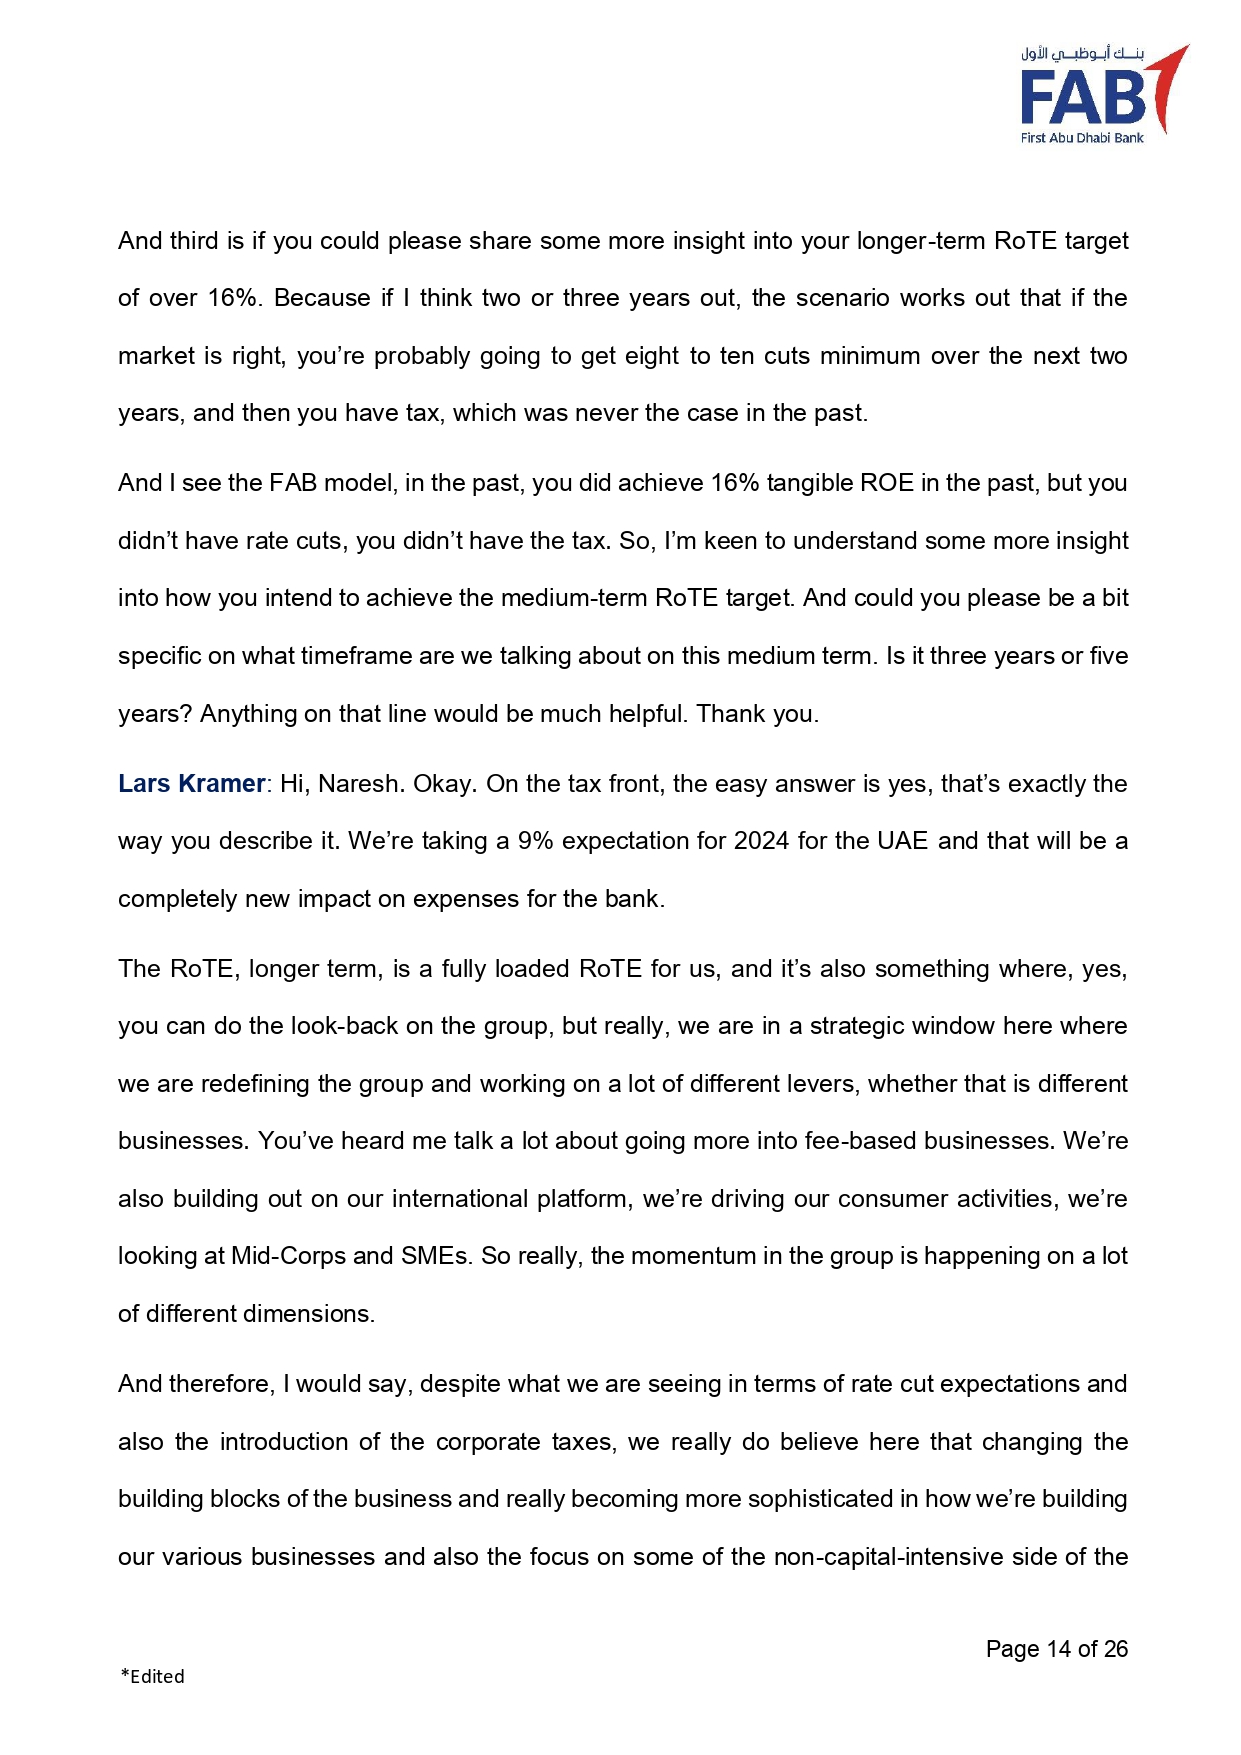 بنك أبوظبي الأول
FAB
First Abu Dhabi Bank
And third is if you could please share some more insight into your longer-term RoTE target
of over 16%. Because if I think two or three years out, the scenario works out that if the
market is right, you’re probably going to get eight to ten cuts minimum over the next two
years, and then you have tax, which was never the case in the past.
And I see the FAB model, in the past, you did achieve 16% tangible ROE in the past, but you
didn’t have rate cuts, you didn’t have the tax. So, I’m keen to understand some more insight
into how you intend to achieve the medium-term RoTE target. And could you please be a bit
specific on what timeframe are we talking about on this medium term. Is it three years or five
years? Anything on that line would be much helpful. Thank you.
Lars Kramer: Hi, Naresh. Okay. On the tax front, the easy answer is yes, that’s exactly the
way you describe it. We’re taking a 9% expectation for 2024 for the UAE and that will be a
completely new impact on expenses for the bank.
The RoTE, longer term, is a fully loaded RoTE for us, and it’s also something where, yes,
you can do the look-back on the group, but really, we are in a strategic window here where
we are redefining the group and working on a lot of different levers, whether that is different
businesses. You’ve heard me talk a lot about going more into fee-based businesses. We’re
also building out on our international platform, we’re driving our consumer activities, we’re
looking at Mid-Corps and SMEs. So really, the momentum in the group is happening on a lot
of different dimensions.
And therefore, I would say, despite what we are seeing in terms of rate cut expectations and
also the introduction of the corporate taxes, we really do believe here that changing the
building blocks of the business and really becoming more sophisticated in how we’re building
our various businesses and also the focus on some of the non-capital-intensive side of the
Page 14 of 26
*Edited